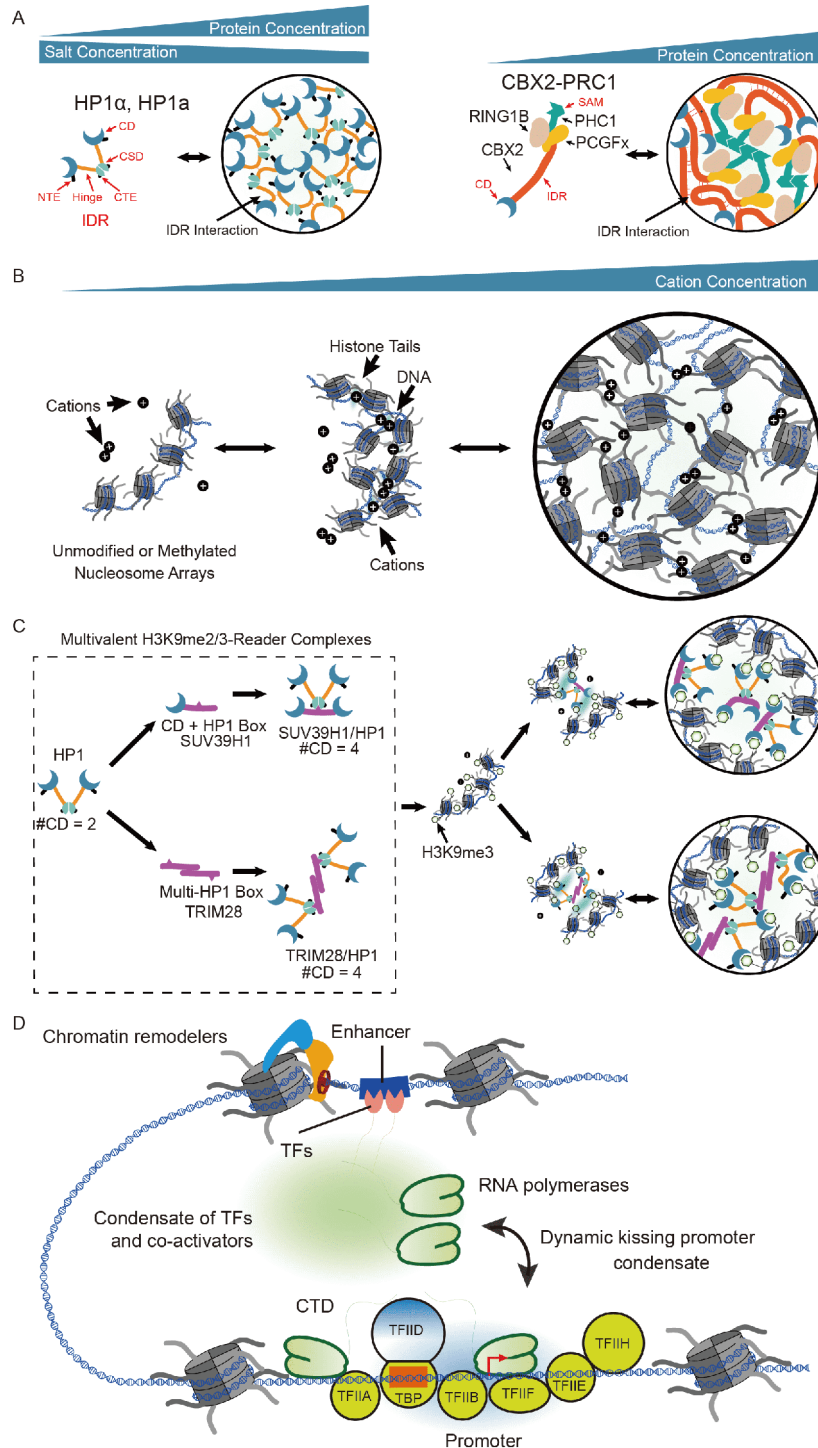 A
Protein Concentration
Salt Concentration
HP1α, HP1a
CD
CSD
NTE
Hinge
CTE
IDR
IDR Interaction
Protein Concentration
CBX2-PRC1
SAM
RING1B
PHC1
CBX2
PCGFx
CD
IDR
IDR Interaction
B
Cation Concentration
Histone Tails
DNA
Cations
Cations
Unmodified or Methylated
Nucleosome Arrays
C
Multivalent H3K9me2/3-Reader Complexes
HP1
#CD = 2
CD + HP1 Box
SUV39H1
SUV39H1/HP1
#CD = 4
Multi-HP1 Box
TRIM28
TRIM28/HP1
#CD = 4
H3K9me3
D
Chromatin remodelers
Enhancer
TFs
RNA polymerases
Condensate of TFs
and co-activators
Dynamic kissing promoter
condensate
CTD
TFIID
TFIIH
TFIIA
TBP
TFIIB
TFIIF
TFIIE
Promoter